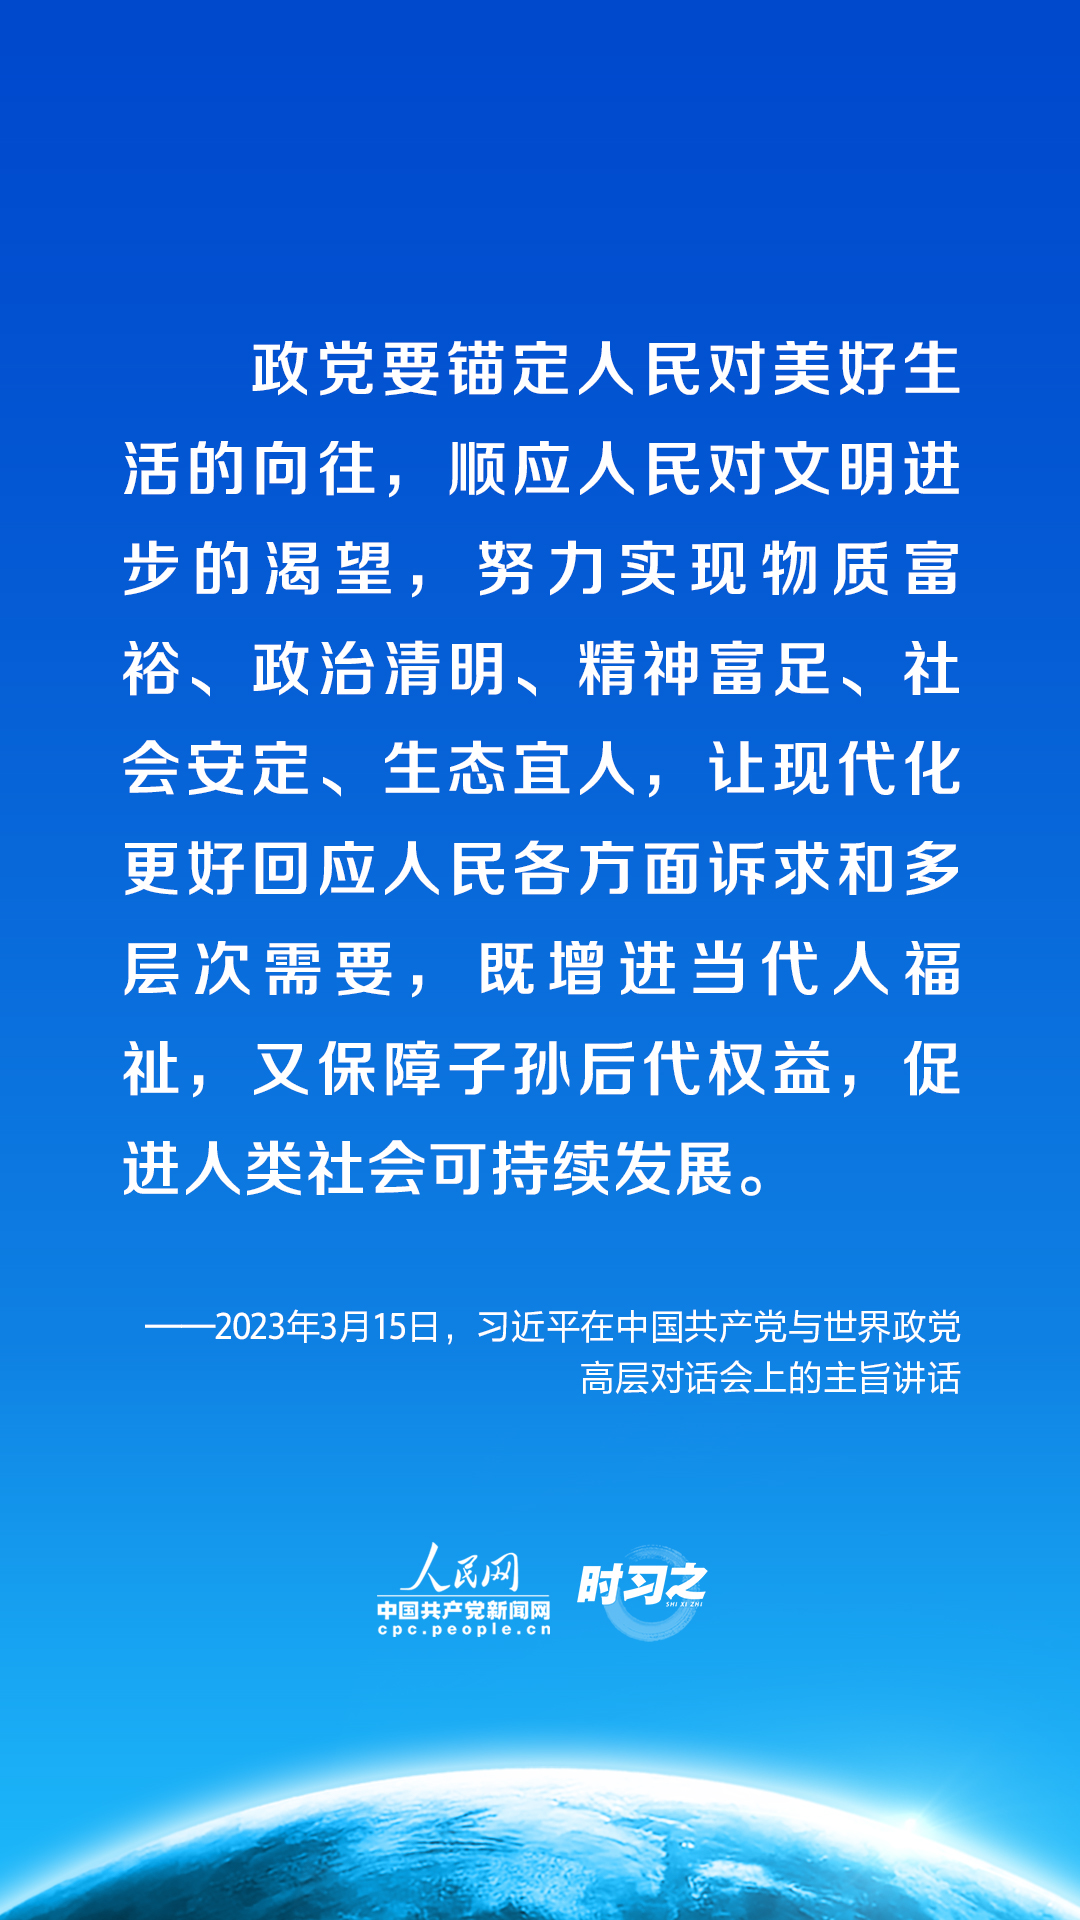 政党要锚定人民对美好生
活的向往，顺应人民对文明进
步的渴望，努力实现物质富
裕、政治清明、精神富足、社
会安定、生态宜人，让现代化
更好回应人民各方面诉求和多
层次需要，既增进当代人福
祉，又保障子孙后代权益，促
进人类社会可持续发展。
——2023年3月15日，习近平在中国共产党与世界政党
高层对话会上的主旨讲话
人民网
中国共产党新闻网
cpc.people.cn
时习之
SHI XI ZHI